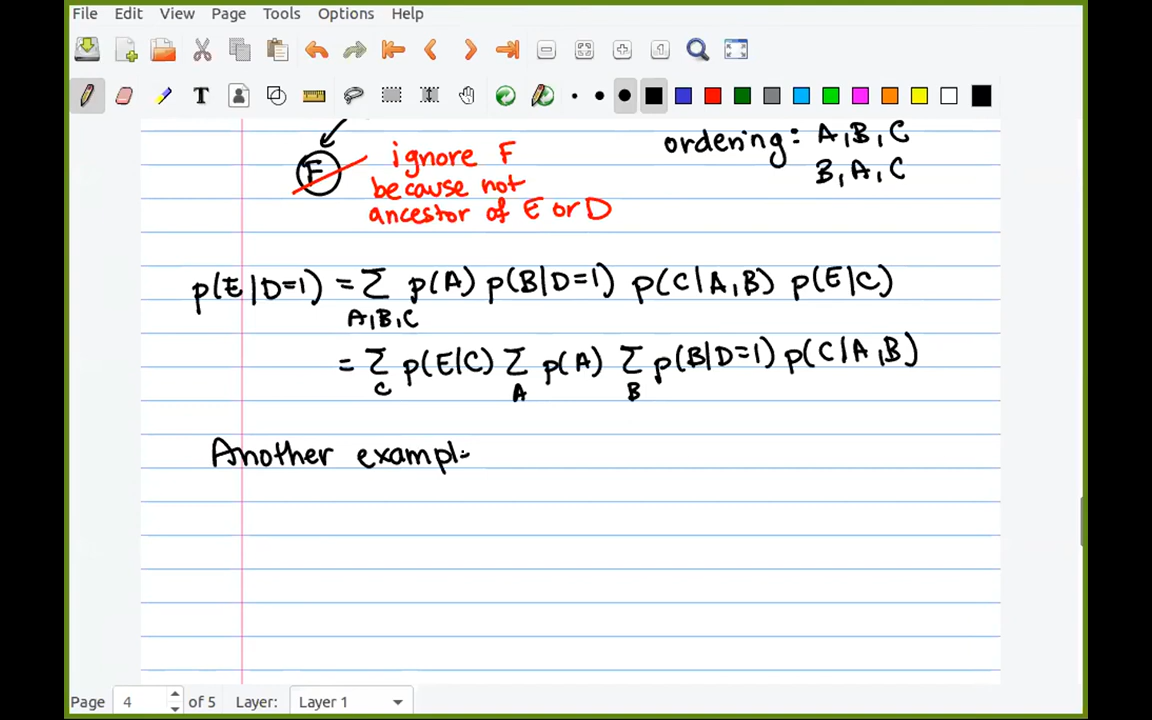 File Edit View Page Tools Options Help
ordering: A,B,C
B,A,C
F
ignore F
because not
ancestor of E or D
p(E|D=1) = Σ p(A) p(B|D=1) p(C|A,B) p(E|C)
A,B,C
= Σ p(E|C) Σ p(A) Σ p(B|D=1) p(C|A,B)
C A B
Another exampl
Page 4 of 5 Layer: Layer 1